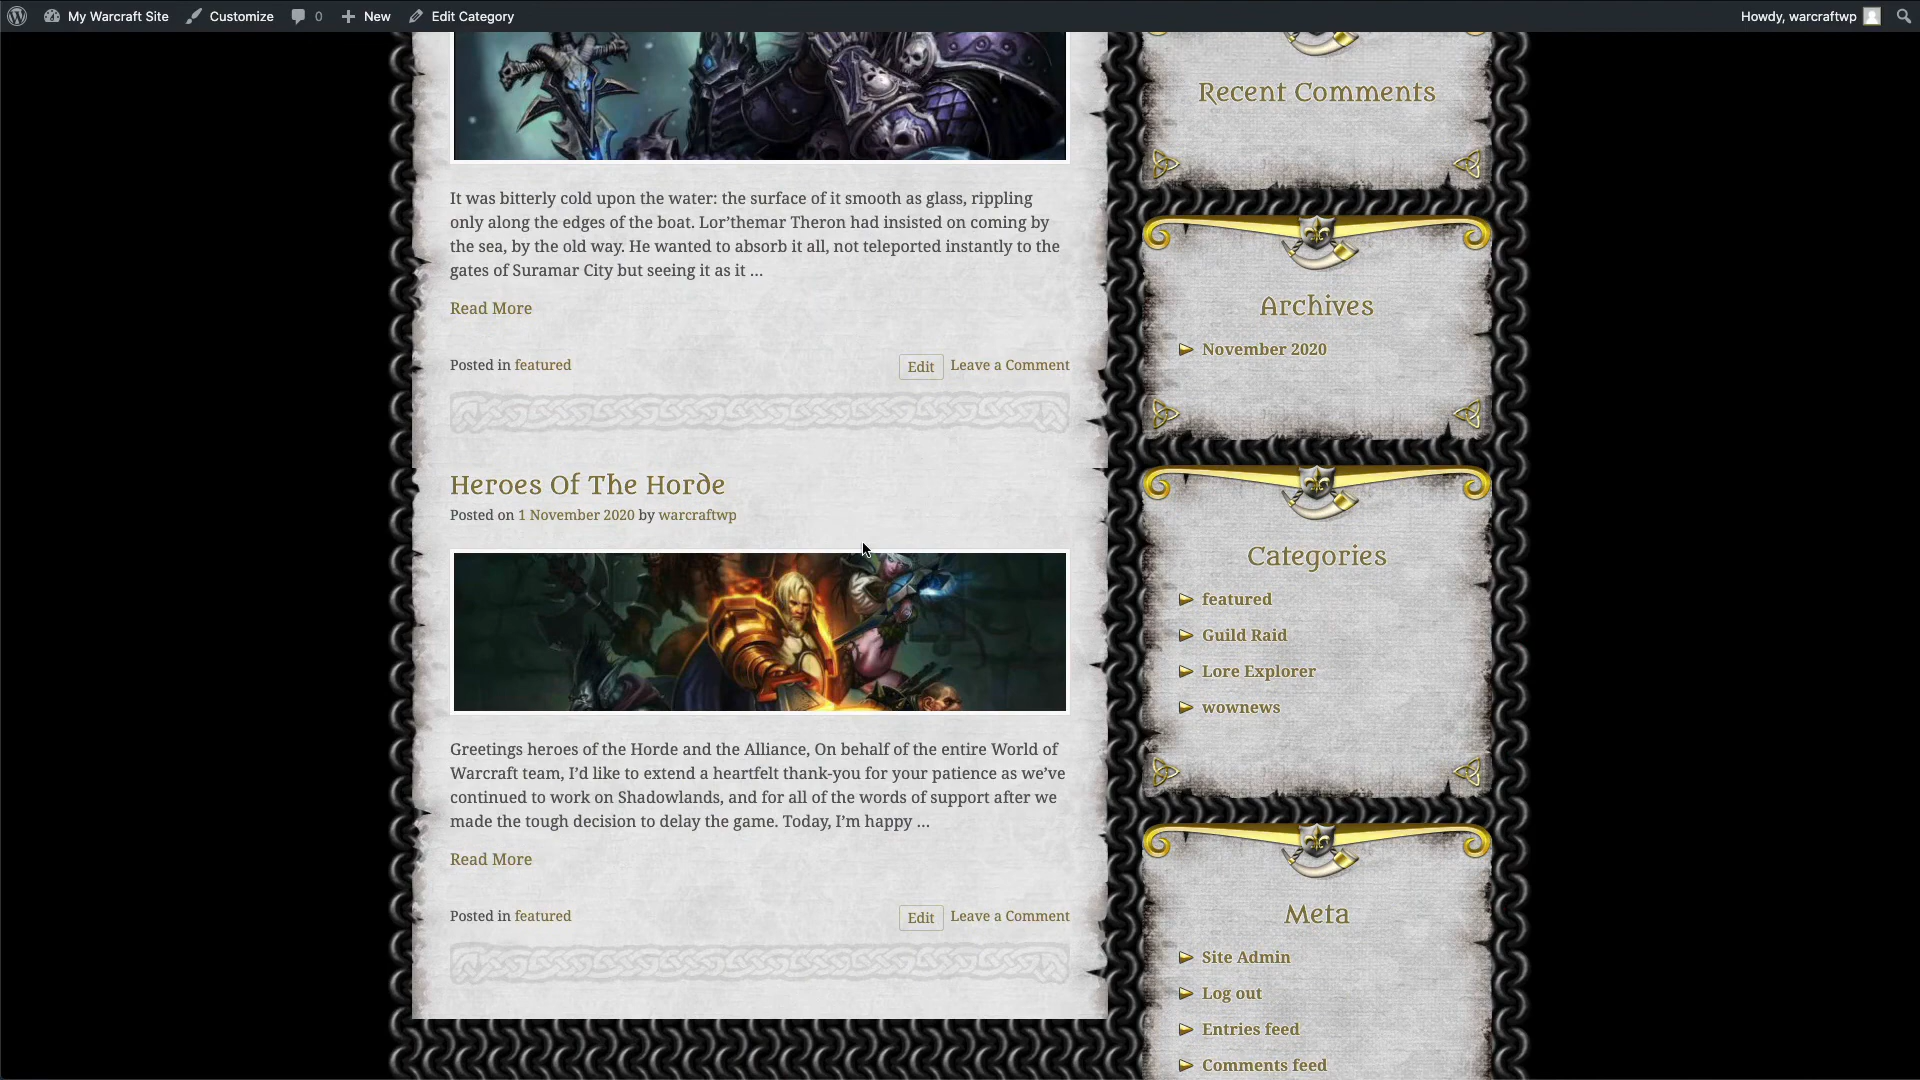 My Warcraft Site
Customize
0
New
Edit Category
Howdy, warcraftwp
It was bitterly cold upon the water: the surface of it smooth as glass, rippling
only along the edges of the boat. Lor’themar Theron had insisted on coming by
the sea, by the old way. He wanted to absorb it all, not teleported instantly to the
gates of Suramar City but seeing it as it …
Read More
Posted in featured
Edit
Leave a Comment
Heroes Of The Horde
Posted on 1 November 2020 by warcraftwp
Greetings heroes of the Horde and the Alliance, On behalf of the entire World of
Warcraft team, I’d like to extend a heartfelt thank-you for your patience as we’ve
continued to work on Shadowlands, and for all of the words of support after we
made the tough decision to delay the game. Today, I’m happy …
Read More
Posted in featured
Edit
Leave a Comment
Recent Comments
Archives
November 2020
Categories
featured
Guild Raid
Lore Explorer
wownews
Meta
Site Admin
Log out
Entries feed
Comments feed